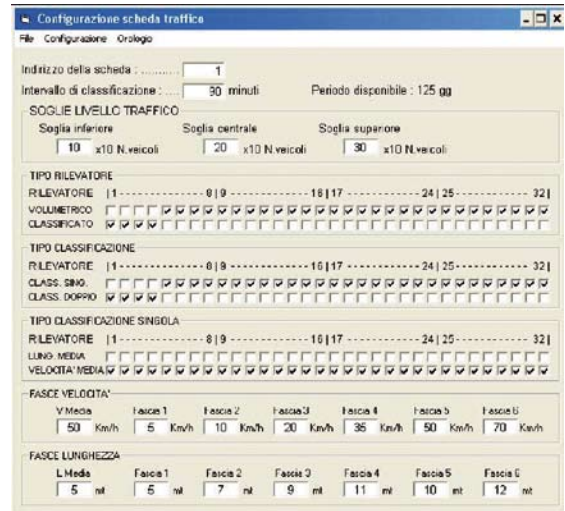 Configurazione scheda traffico
File Configurazione Orologio
Indirizzo della scheda : ........... 1
Intervallo di classificazione : .... 90 minuti Periodo disponibile : 125 gg
SOGLIE LIVELLO TRAFFICO
Soglia inferiore Soglia centrale Soglia superiore
10 x10 N.veicoli 20 x10 N.veicoli 30 x10 N.veicoli
TIPO RILEVATORE
RILEVATORE |1 - - - - - - - - - - - - 8|9 - - - - - - - - - - - 16|17 - - - - - - - - - - - 24|25 - - - - - - - - - - - 32|
VOLUMETRICO
CLASSIFICATO
TIPO CLASSIFICAZIONE
RILEVATORE |1 - - - - - - - - - - - - 8|9 - - - - - - - - - - - 16|17 - - - - - - - - - - - 24|25 - - - - - - - - - - - 32|
CLASS. SING.
CLASS. DOPPIO
TIPO CLASSIFICAZIONE SINGOLA
RILEVATORE |1 - - - - - - - - - - - - 8|9 - - - - - - - - - - - 16|17 - - - - - - - - - - - 24|25 - - - - - - - - - - - 32|
LUNG. MEDIA
VELOCITA' MEDIA
FASCE VELOCITA'
V Media Fascia 1 Fascia 2 Fascia 3 Fascia 4 Fascia 5 Fascia 6
50 Km/h 5 Km/h 10 Km/h 20 Km/h 35 Km/h 50 Km/h 70 Km/h
FASCE LUNGHEZZA
L Media Fascia 1 Fascia 2 Fascia 3 Fascia 4 Fascia 5 Fascia 6
5 mt 5 mt 7 mt 9 mt 11 mt 10 mt 12 mt